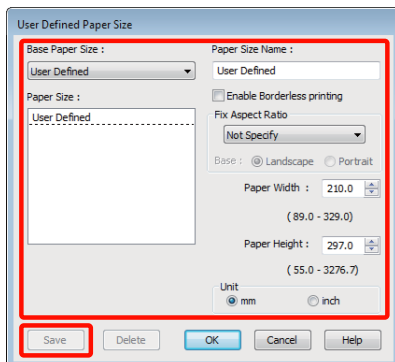 User Defined Paper Size
Base Paper Size :
User Defined
Paper Size :
User Defined
Paper Size Name :
User Defined
Enable Borderless printing
Fix Aspect Ratio
Not Specify
Base : Landscape Portrait
Paper Width : 210.0
( 89.0 - 329.0)
Paper Height : 297.0
( 55.0 - 3276.7)
Unit
mm inch
Save Delete OK Cancel Help